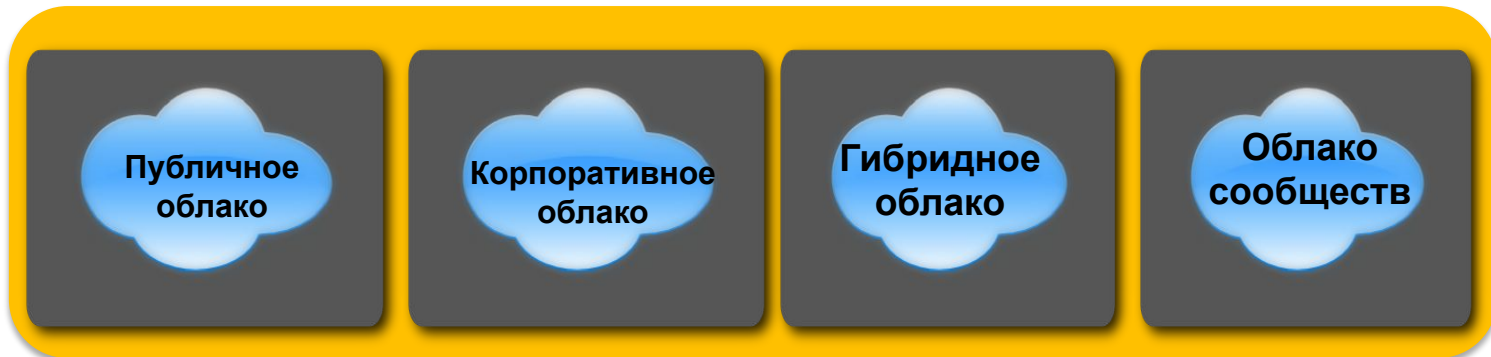 Публичное
облако
Корпоративное
облако
Гибридное
облако
Облако
сообществ